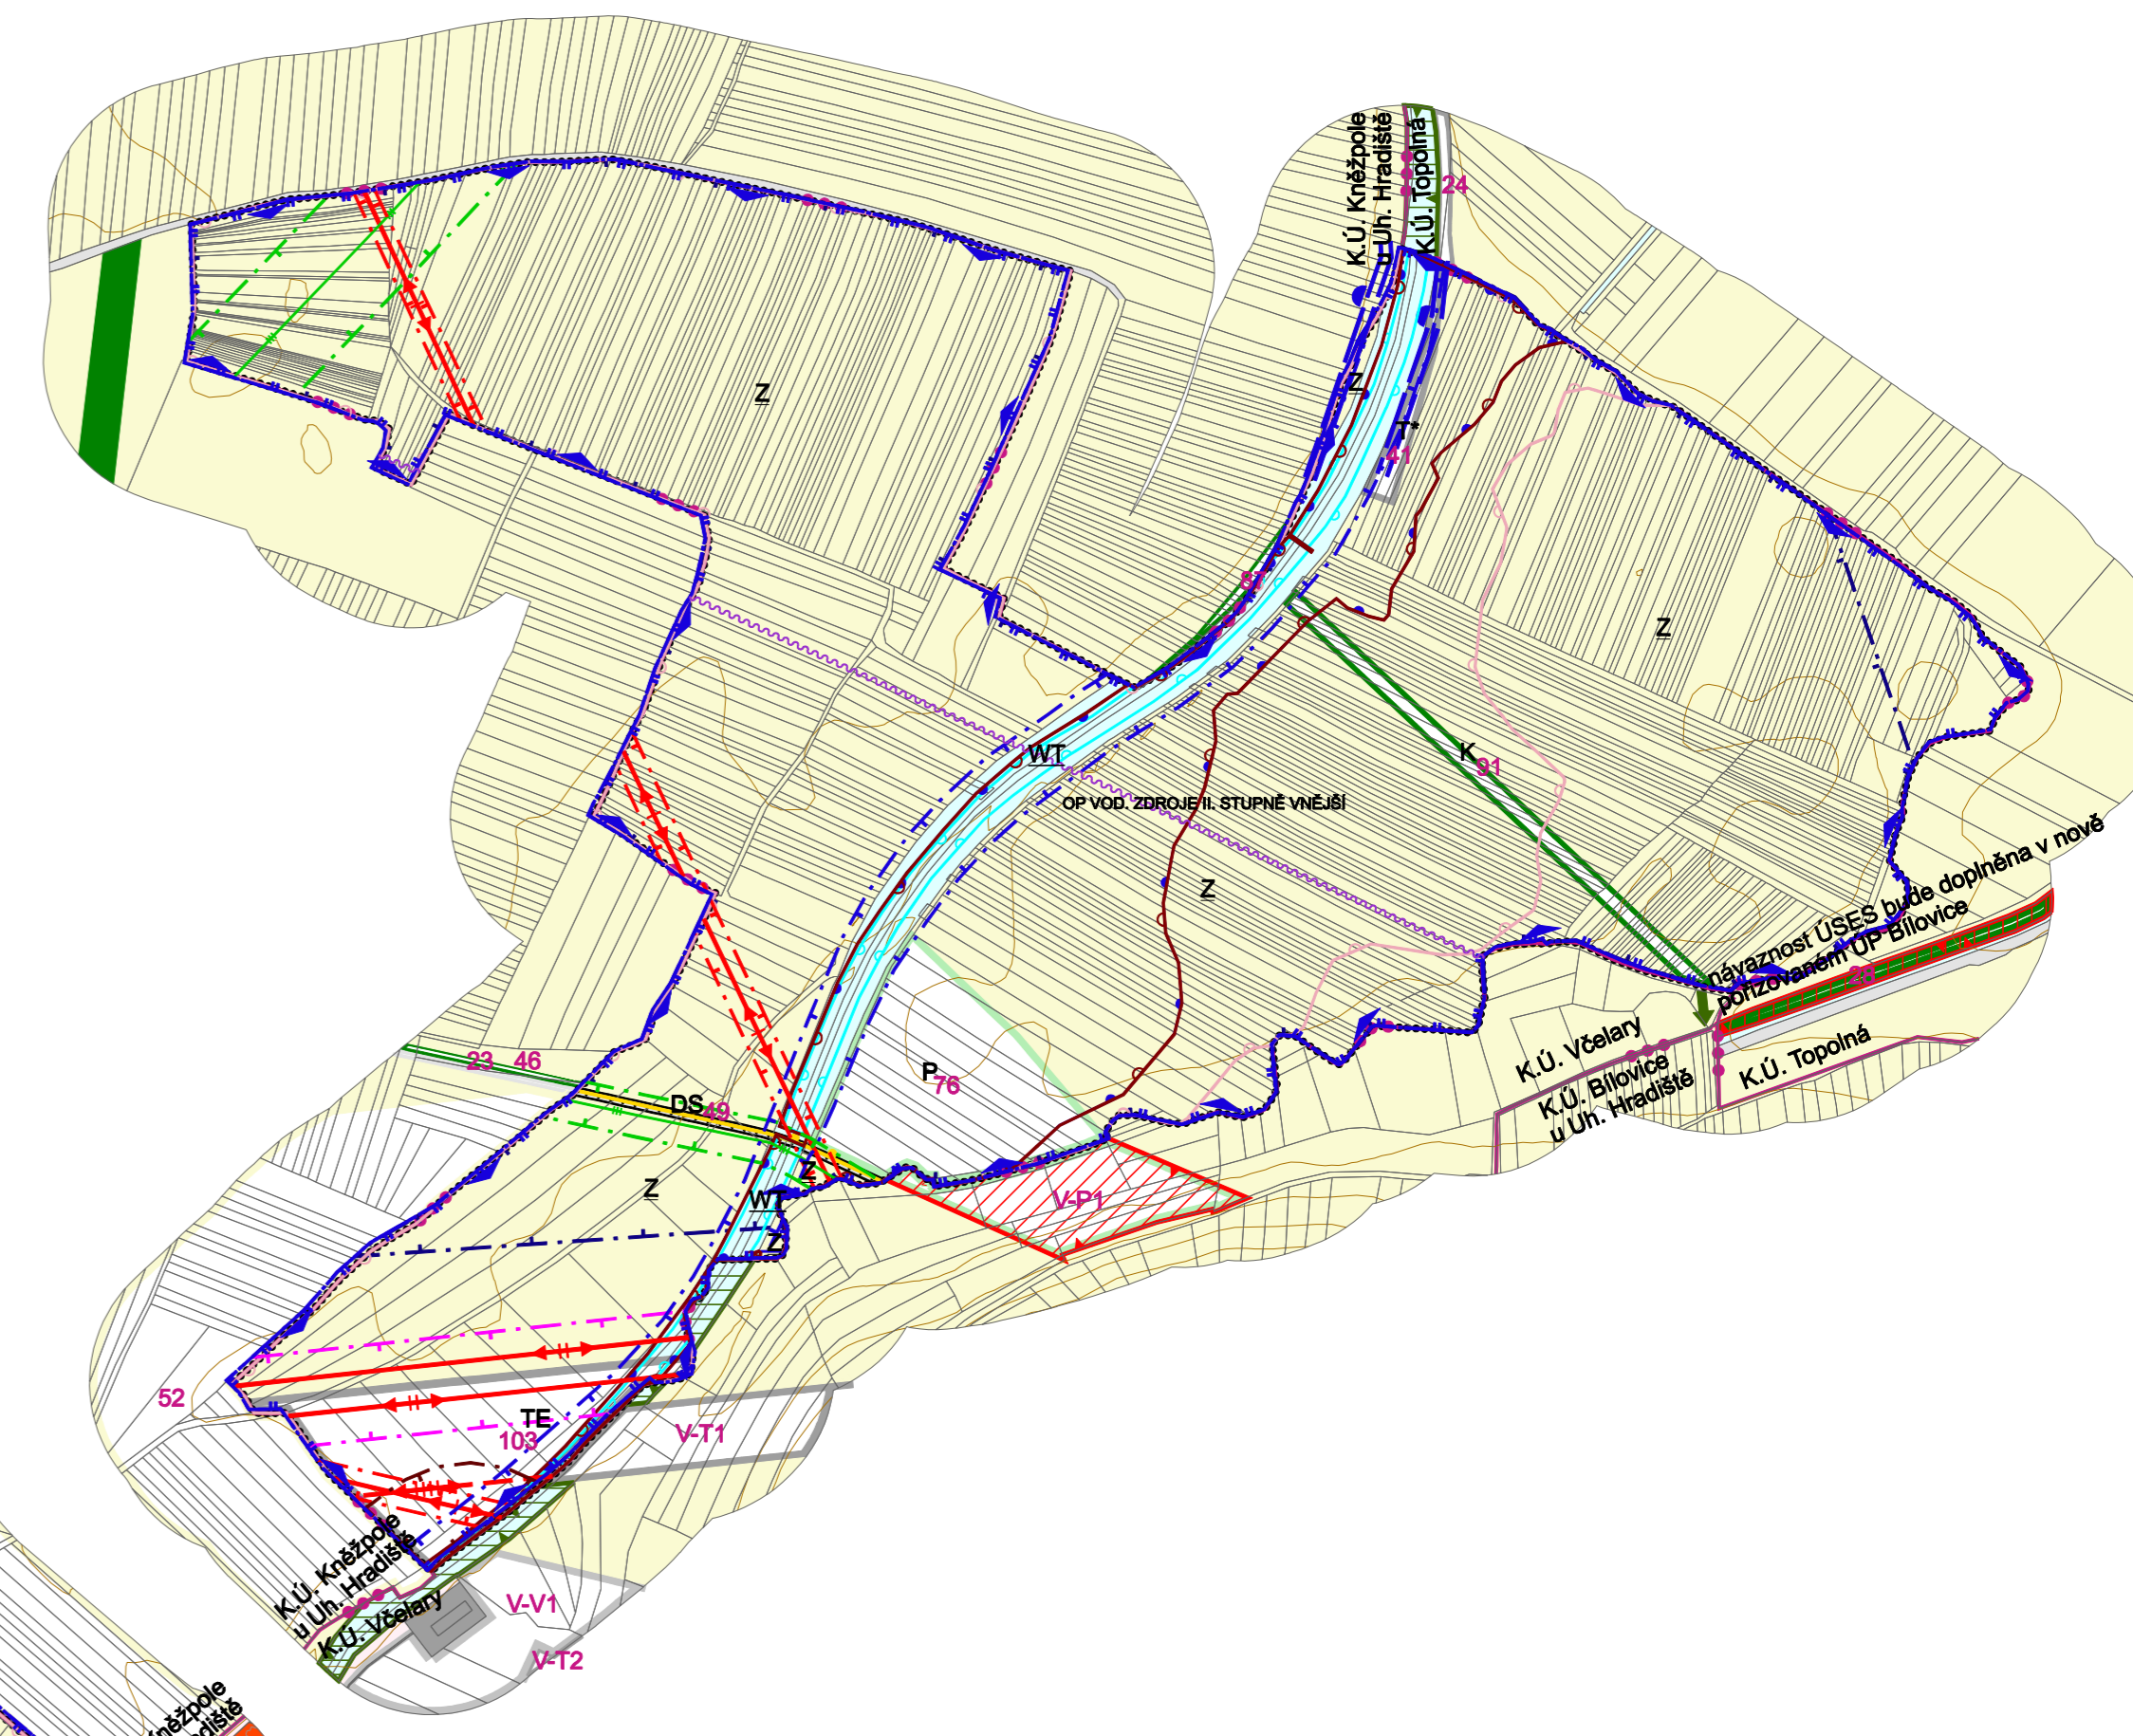 K.Ú. Kněžpole
u Uh. Hradiště
K.Ú. Topolná
24
Z
Z
T*
41
87
Z
WT
K
91
OP VOD. ZDROJE II. STUPNĚ VNĚJŠÍ
Z
návaznost ÚSES bude doplněna v nově
pořizovaném ÚP Bílovice
28
K.Ú. Včelary
K.Ú. Bílovice
u Uh. Hradiště
K.Ú. Topolná
23
46
DS
49
P
76
Z
Z
WT
Z
V-P1
52
TE
103
V-T1
K.Ú. Kněžpole
u Uh. Hradiště
K.Ú. Včelary
V-V1
V-T2